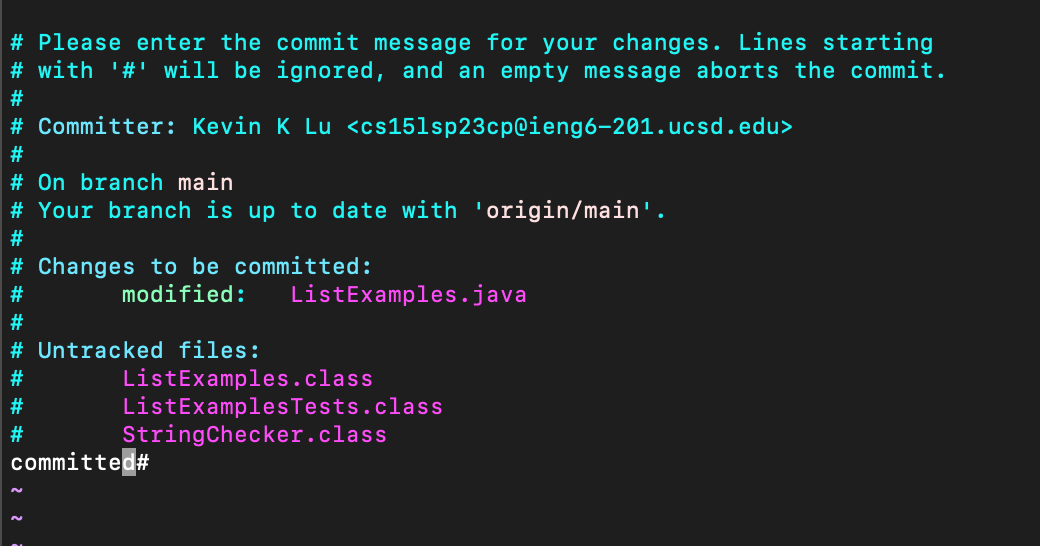 # Please enter the commit message for your changes. Lines starting
# with '#' will be ignored, and an empty message aborts the commit.
#
# Committer: Kevin K Lu <cs15lsp23cp@ieng6-201.ucsd.edu>
#
# On branch main
# Your branch is up to date with 'origin/main'.
#
# Changes to be committed:
#       modified:   ListExamples.java
#
# Untracked files:
#       ListExamples.class
#       ListExamplesTests.class
#       StringChecker.class
committed#
~
~
~